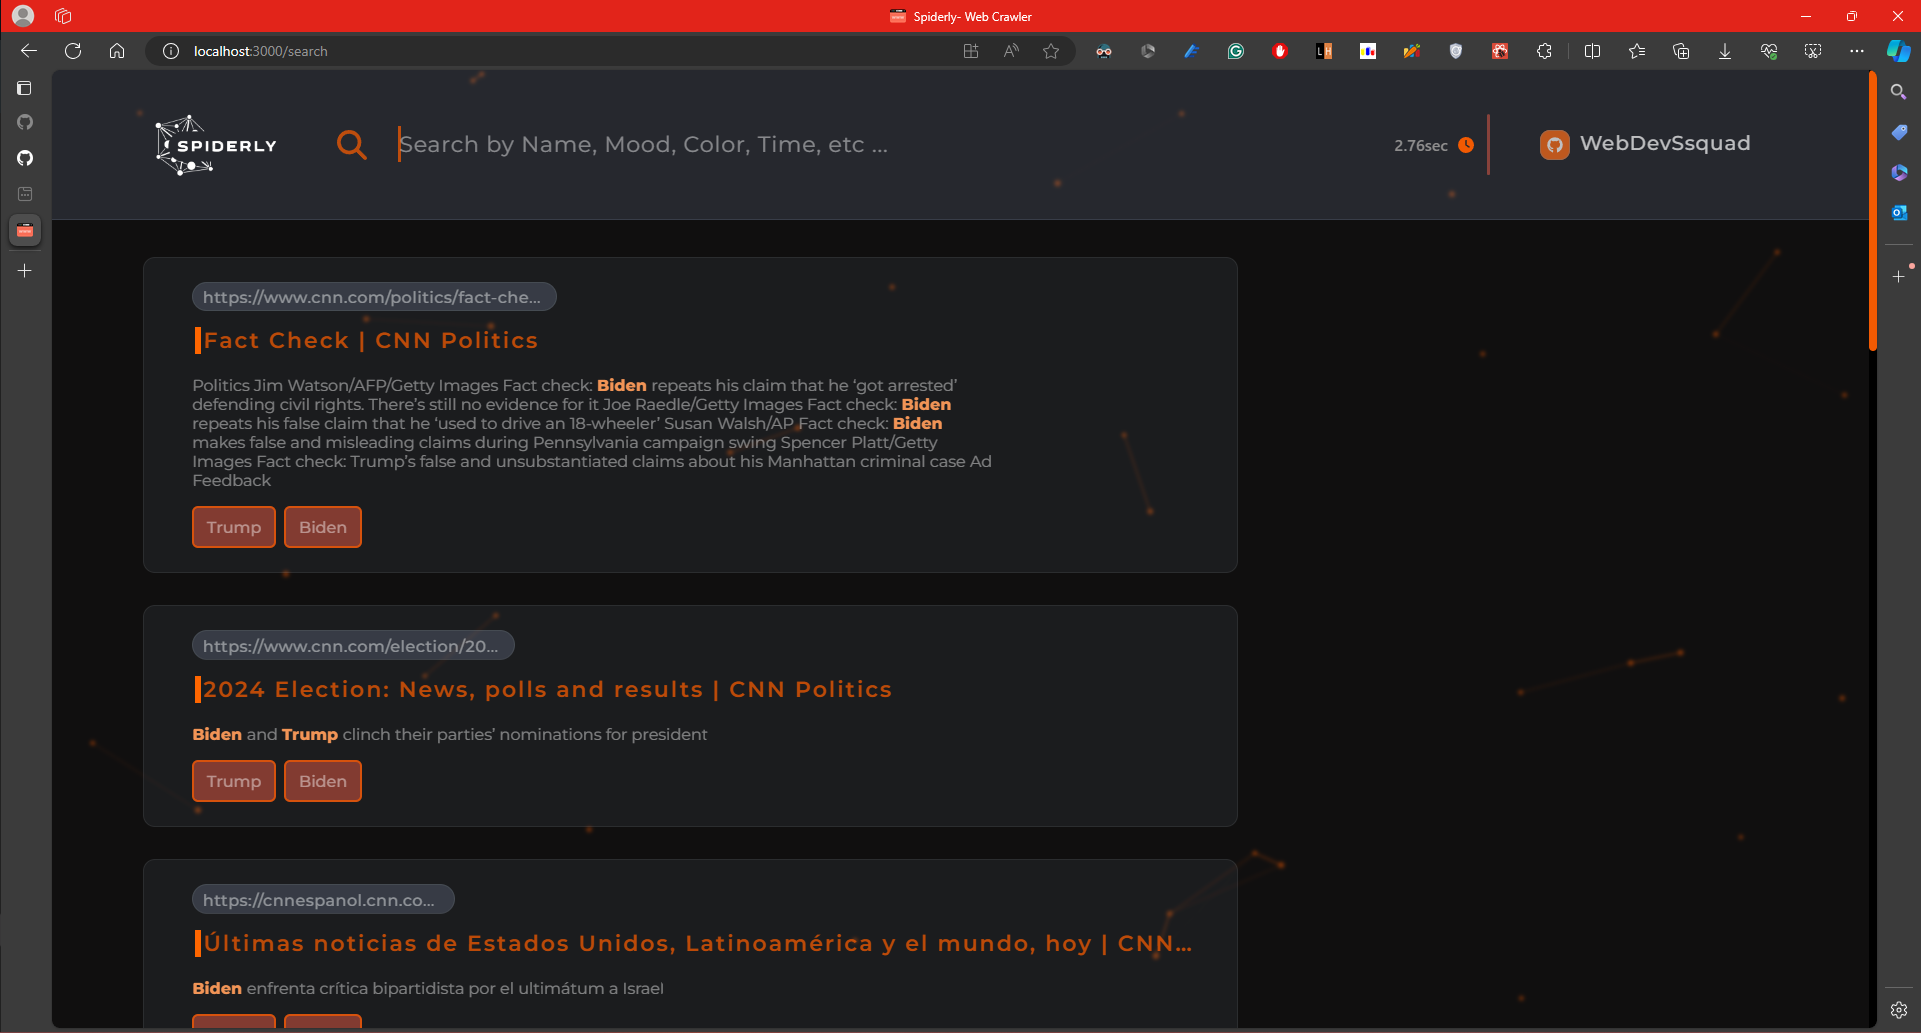 Spiderly- Web Crawler
localhost:3000/search
SPIDERLY
Search by Name, Mood, Color, Time, etc ...
2.76sec
WebDevSsquad
https://www.cnn.com/politics/fact-che...
Fact Check | CNN Politics
Politics Jim Watson/AFP/Getty Images Fact check: Biden repeats his claim that he ‘got arrested’
defending civil rights. There’s still no evidence for it Joe Raedle/Getty Images Fact check: Biden
repeats his false claim that he ‘used to drive an 18-wheeler’ Susan Walsh/AP Fact check: Biden
makes false and misleading claims during Pennsylvania campaign swing Spencer Platt/Getty
Images Fact check: Trump’s false and unsubstantiated claims about his Manhattan criminal case Ad
Feedback
Trump Biden
https://www.cnn.com/election/20...
2024 Election: News, polls and results | CNN Politics
Biden and Trump clinch their parties’ nominations for president
Trump Biden
https://cnnespanol.cnn.co...
Últimas noticias de Estados Unidos, Latinoamérica y el mundo, hoy | CNN...
Biden enfrenta crítica bipartidista por el ultimátum a Israel